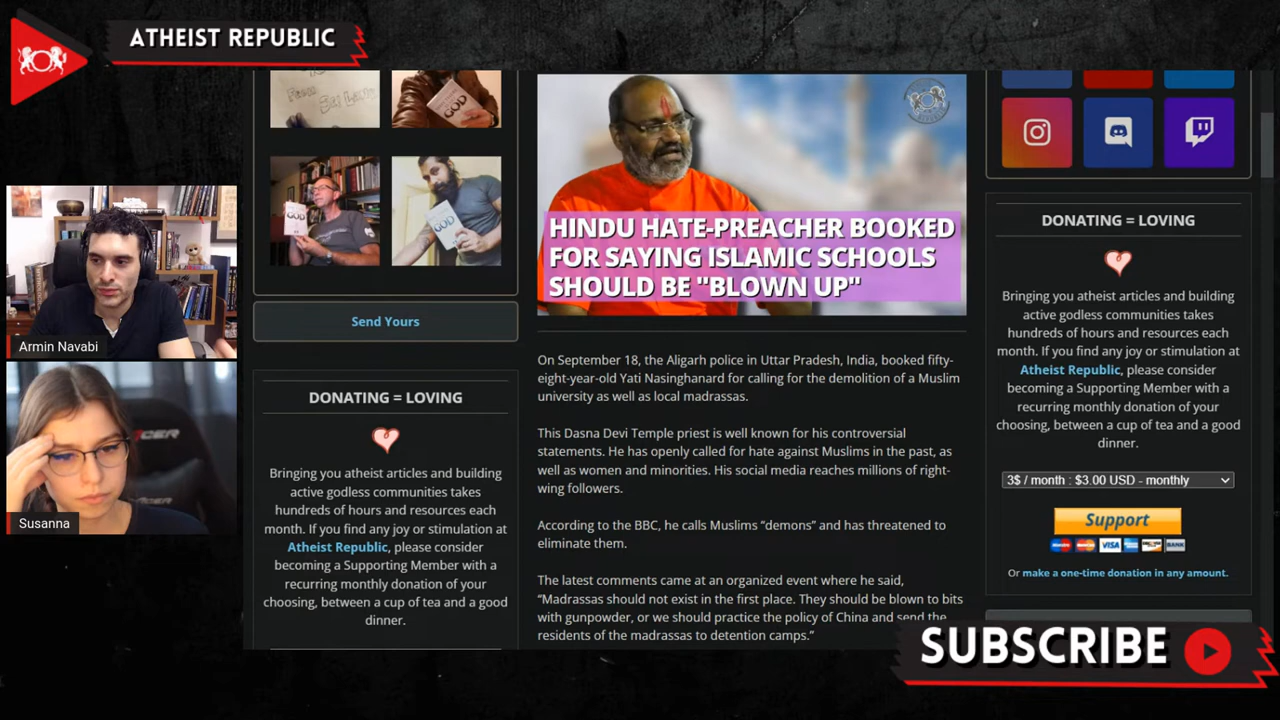 ATHEIST REPUBLIC
Armin Navabi
Susanna
GOD
GOD
GOD
Send Yours
DONATING = LOVING
Bringing you atheist articles and building
active godless communities takes
hundreds of hours and resources each
month. If you find any joy or stimulation at
Atheist Republic, please consider
becoming a Supporting Member with a
recurring monthly donation of your
choosing, between a cup of tea and a good
dinner.
HINDU HATE-PREACHER BOOKED
FOR SAYING ISLAMIC SCHOOLS
SHOULD BE "BLOWN UP"
On September 18, the Aligarh police in Uttar Pradesh, India, booked fifty-
eight-year-old Yati Nasinghanard for calling for the demolition of a Muslim
university as well as local madrassas.
This Dasna Devi Temple priest is well known for his controversial
statements. He has openly called for hate against Muslims in the past, as
well as women and minorities. His social media reaches millions of right-
wing followers.
According to the BBC, he calls Muslims “demons” and has threatened to
eliminate them.
The latest comments came at an organized event where he said,
“Madrassas should not exist in the first place. They should be blown to bits
with gunpowder, or we should practice the policy of China and send the
residents of the madrassas to detention camps.”
DONATING = LOVING
Bringing you atheist articles and building
active godless communities takes
hundreds of hours and resources each
month. If you find any joy or stimulation at
Atheist Republic, please consider
becoming a Supporting Member with a
recurring monthly donation of your
choosing, between a cup of tea and a good
dinner.
3$ / month : $3.00 USD - monthly
Support
VISA
BANK
Or make a one-time donation in any amount.
SUBSCRIBE